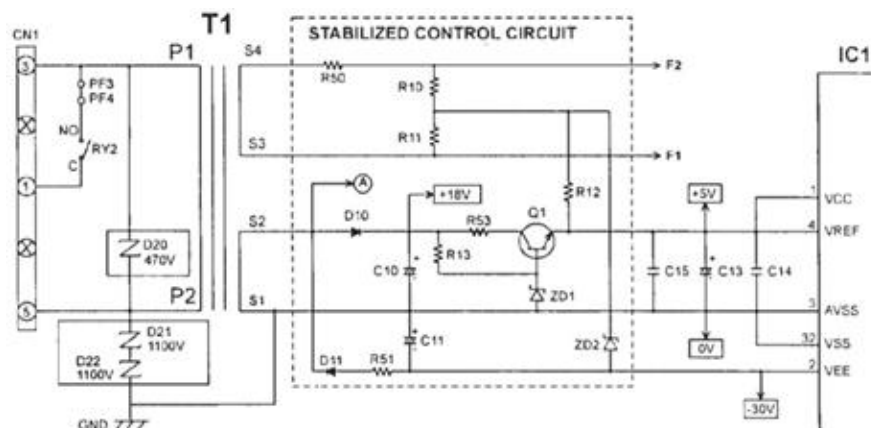 T1
CN1
P1
S4
STABILIZED CONTROL CIRCUIT
IC1
3
R50
F2
PF3
PF4
R10
NO
RY2
R11
C
S3
F1
1
A
R12
+18V
+5V
1
VCC
S2
D10
R53
Q1
4
VREF
D20
470V
R13
C10
C15
C13
C14
P2
S1
ZD1
5
3
AVSS
D21
1100V
C11
ZD2
0V
32
VSS
D22
1100V
D11
R51
2
VEE
-30V
GND